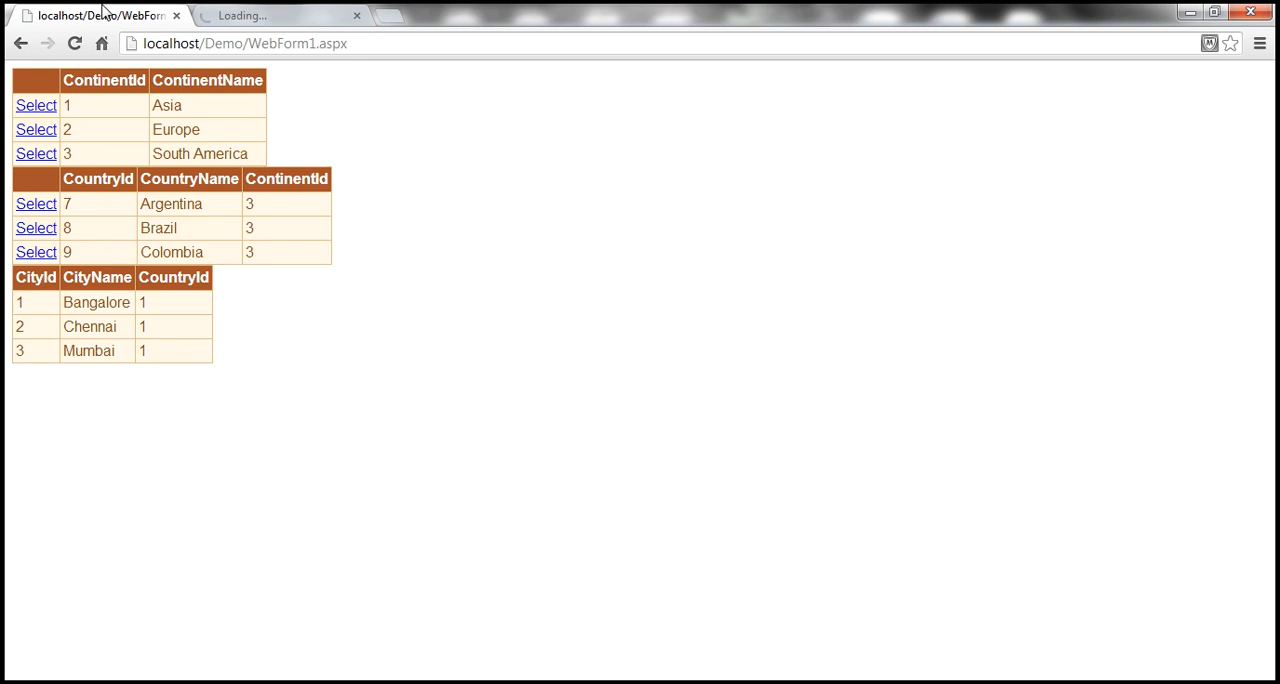 localhost/Demo/WebForm
Loading...
localhost/Demo/WebForm1.aspx
ContinentId ContinentName
Select 1 Asia
Select 2 Europe
Select 3 South America
CountryId CountryName ContinentId
Select 7 Argentina 3
Select 8 Brazil 3
Select 9 Colombia 3
CityId CityName CountryId
1 Bangalore 1
2 Chennai 1
3 Mumbai 1